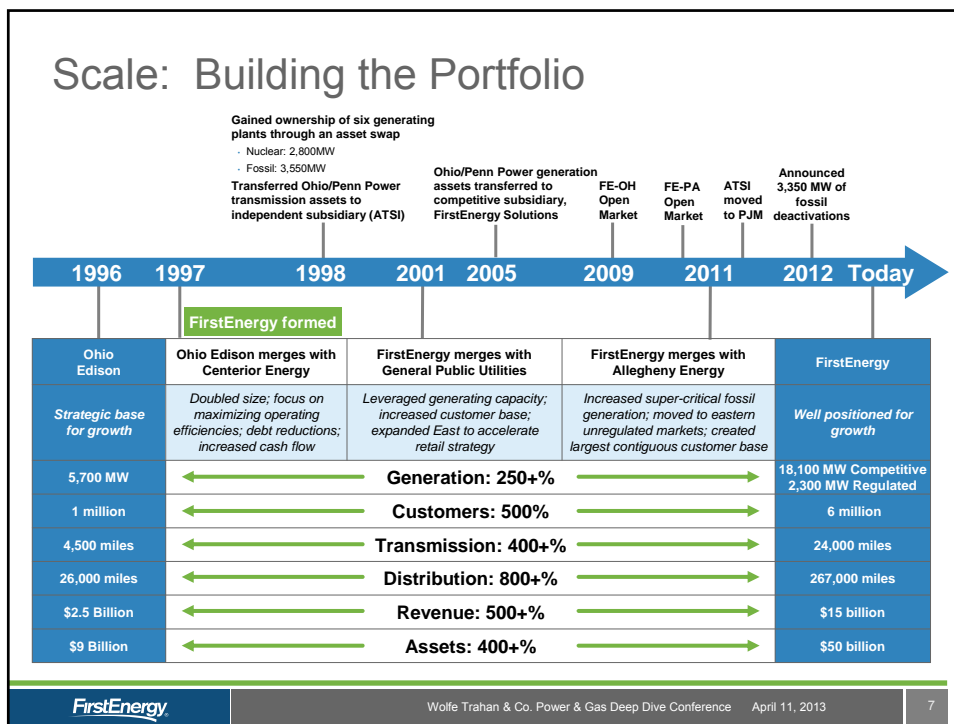 Scale: Building the Portfolio
Gained ownership of six generating
plants through an asset swap
· Nuclear: 2,800MW
· Fossil: 3,550MW
Transferred Ohio/Penn Power
transmission assets to
independent subsidiary (ATSI)
Ohio/Penn Power generation
assets transferred to
competitive subsidiary,
FirstEnergy Solutions
FE-OH
Open
Market
FE-PA
Open
Market
ATSI
moved
to PJM
Announced
3,350 MW of
fossil
deactivations
1996 1997 1998 2001 2005 2009 2011 2012 Today
FirstEnergy formed
Ohio
Edison
Ohio Edison merges with
Centerior Energy
FirstEnergy merges with
General Public Utilities
FirstEnergy merges with
Allegheny Energy
FirstEnergy
Strategic base
for growth
Doubled size; focus on
maximizing operating
efficiencies; debt reductions;
increased cash flow
Leveraged generating capacity;
increased customer base;
expanded East to accelerate
retail strategy
Increased super-critical fossil
generation; moved to eastern
unregulated markets; created
largest contiguous customer base
Well positioned for
growth
5,700 MW
Generation: 250+%
18,100 MW Competitive
2,300 MW Regulated
1 million
Customers: 500%
6 million
4,500 miles
Transmission: 400+%
24,000 miles
26,000 miles
Distribution: 800+%
267,000 miles
$2.5 Billion
Revenue: 500+%
$15 billion
$9 Billion
Assets: 400+%
$50 billion
FirstEnergy®
Wolfe Trahan & Co. Power & Gas Deep Dive Conference April 11, 2013
7